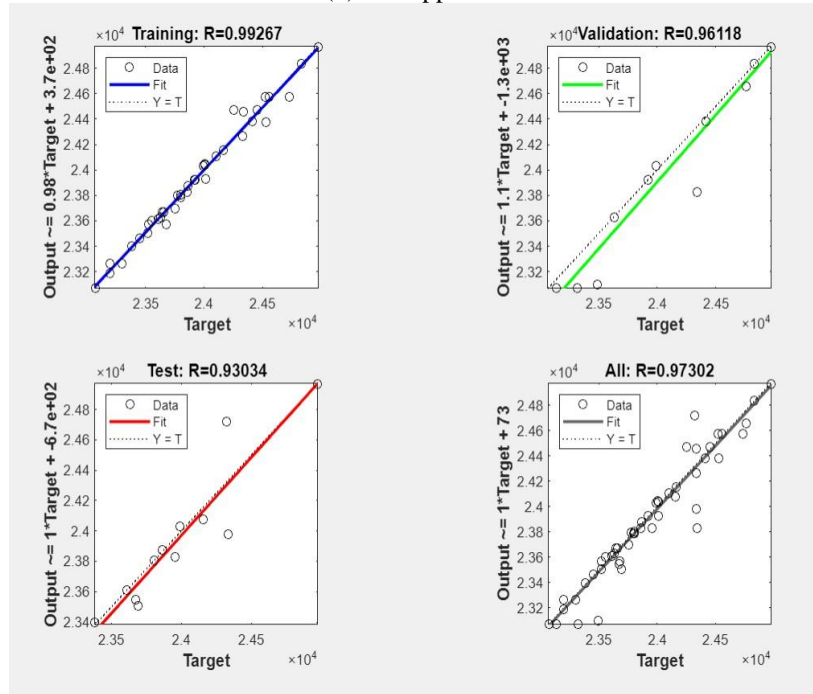 ×10⁴ Training: R=0.99267
Output ~= 0.98*Target + 3.7e+02
2.48
2.46
2.44
2.42
2.4
2.38
2.36
2.34
2.32
Data
Fit
Y = T
2.35 2.4 2.45
Target ×10⁴
×10⁴ Validation: R=0.96118
Output ~= 1.1*Target + -1.3e+03
2.48
2.46
2.44
2.42
2.4
2.38
2.36
2.34
2.32
Data
Fit
Y = T
2.35 2.4 2.45
Target ×10⁴
×10⁴ Test: R=0.93034
Output ~= 1*Target + -6.7e+02
2.48
2.46
2.44
2.42
2.4
2.38
2.36
2.34
Data
Fit
Y = T
2.35 2.4 2.45
Target ×10⁴
×10⁴ All: R=0.97302
Output ~= 1*Target + 73
2.48
2.46
2.44
2.42
2.4
2.38
2.36
2.34
2.32
Data
Fit
Y = T
2.35 2.4 2.45
Target ×10⁴